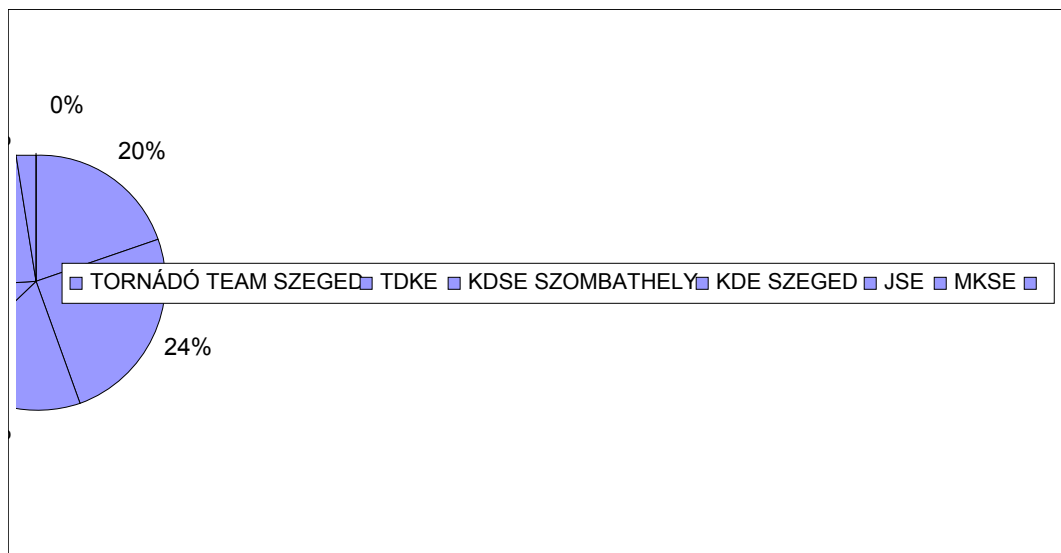 0%
20%
TORNÁDÓ TEAM SZEGED TDKE KDSE SZOMBATHELY KDE SZEGED JSE MKSE
24%